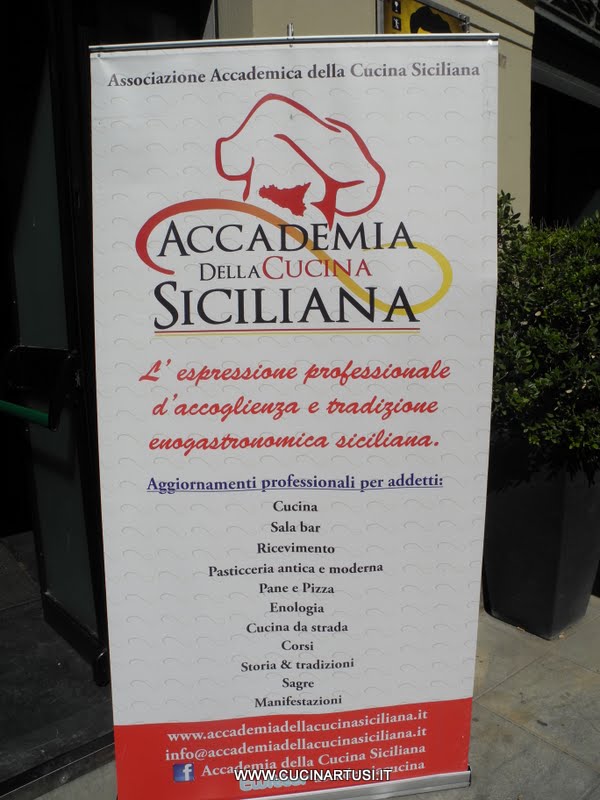 Associazione Accademica della Cucina Siciliana
ACCADEMIA
DELLA CUCINA
SICILIANA
L' espressione professionale
d'accoglienza e tradizione
enogastronomica siciliana.
Aggiornamenti professionali per addetti:
Cucina
Sala bar
Ricevimento
Pasticceria antica e moderna
Pane e Pizza
Enologia
Cucina da strada
Corsi
Storia & tradizioni
Sagre
Manifestazioni
www.accademiadellacucinasiciliana.it
info@accademiadellacucinasiciliana.it
f Accademia della Cucina Siciliana
cucina
WWW.CUCINARTUSI.IT